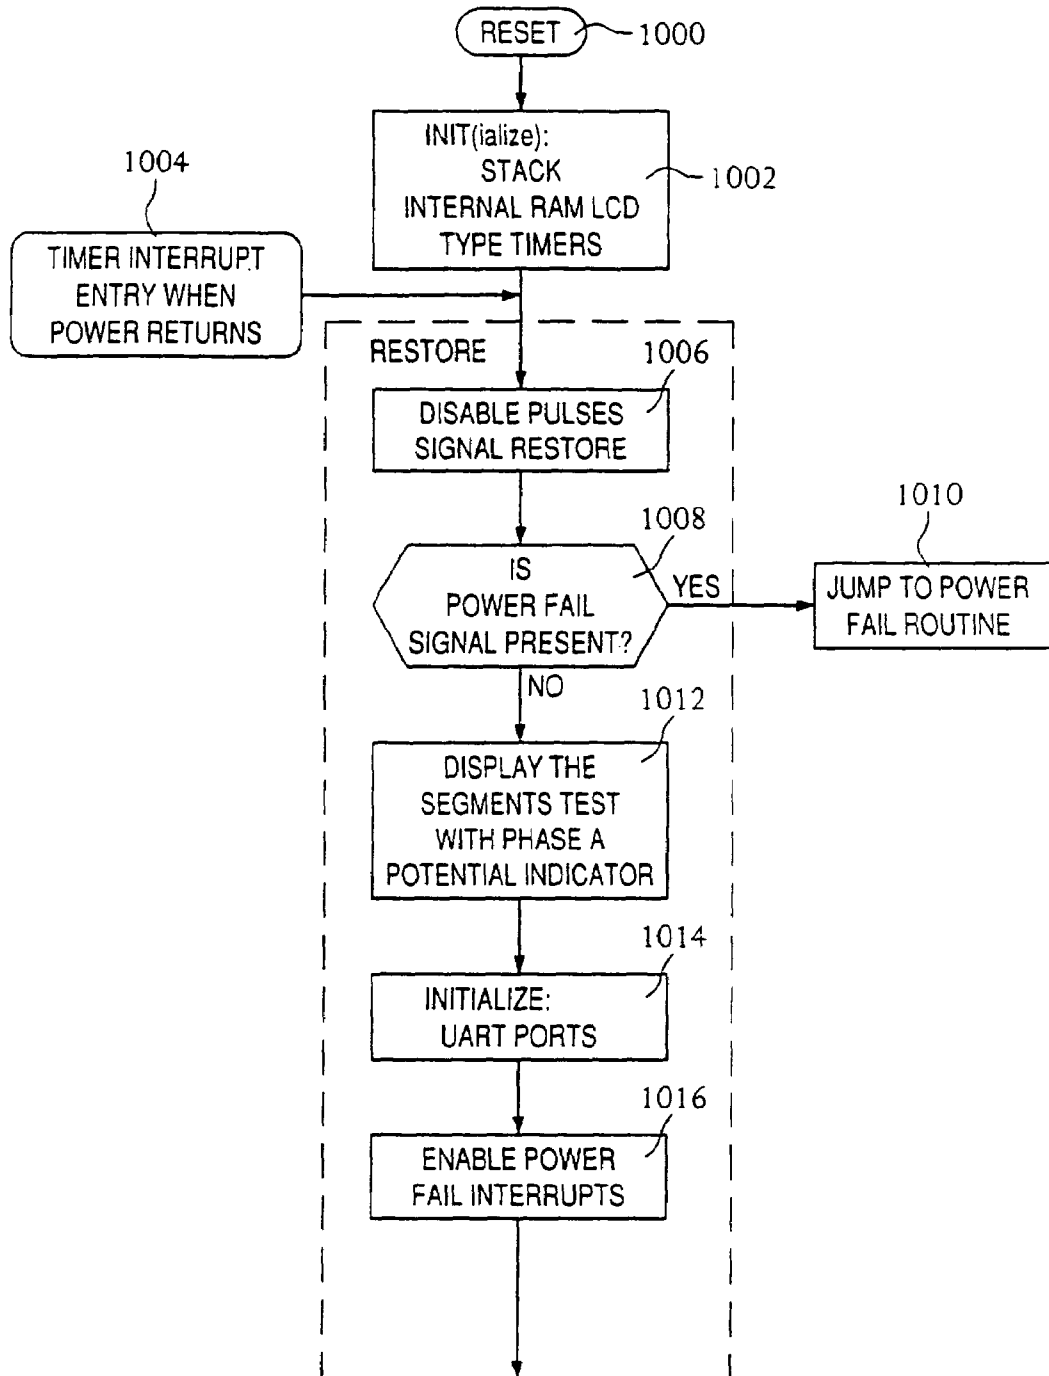 RESET
1000
INIT(ialize):
STACK
INTERNAL RAM LCD
TYPE TIMERS
1002
1004
TIMER INTERRUPT
ENTRY WHEN
POWER RETURNS
RESTORE
1006
DISABLE PULSES
SIGNAL RESTORE
1008
IS
POWER FAIL
SIGNAL PRESENT?
YES
1010
JUMP TO POWER
FAIL ROUTINE
NO
1012
DISPLAY THE
SEGMENTS TEST
WITH PHASE A
POTENTIAL INDICATOR
1014
INITIALIZE:
UART PORTS
1016
ENABLE POWER
FAIL INTERRUPTS